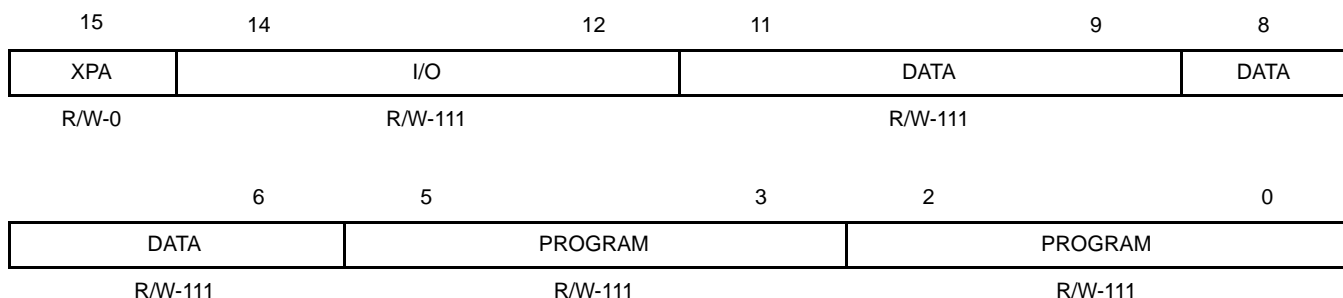 15 14 12 11 9 8
XPA I/O DATA DATA
R/W-0 R/W-111 R/W-111
6 5 3 2 0
DATA PROGRAM PROGRAM
R/W-111 R/W-111 R/W-111